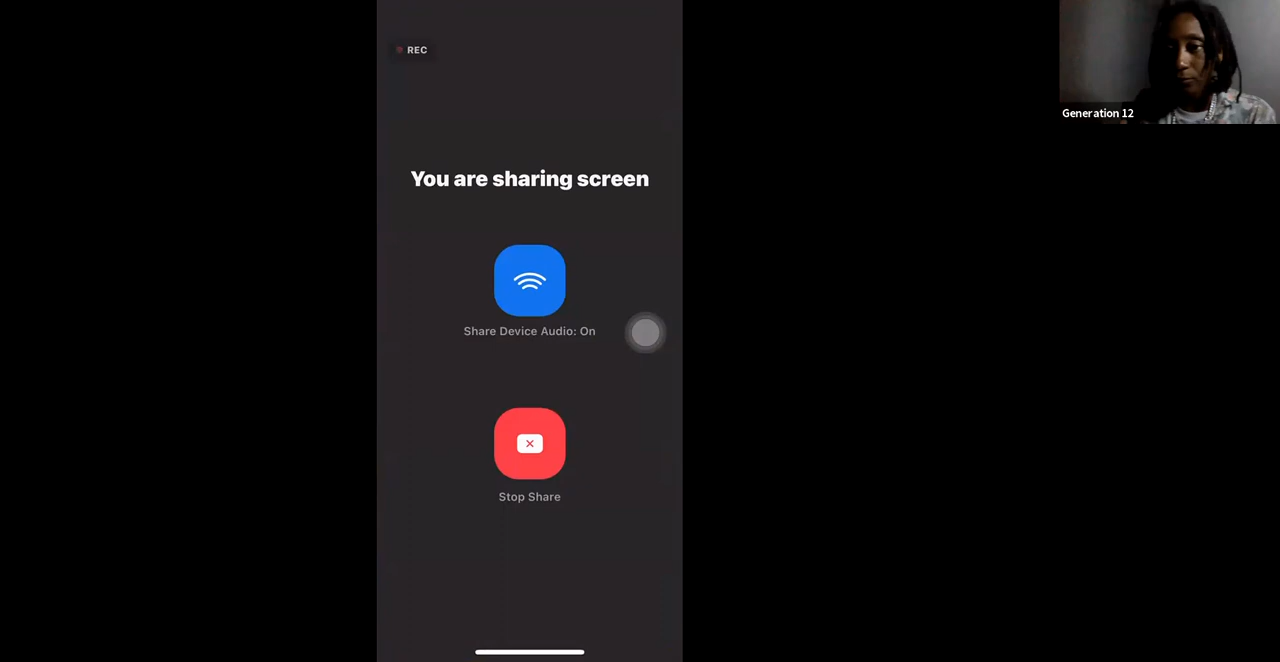 REC
You are sharing screen
Share Device Audio: On
Stop Share
Generation 12